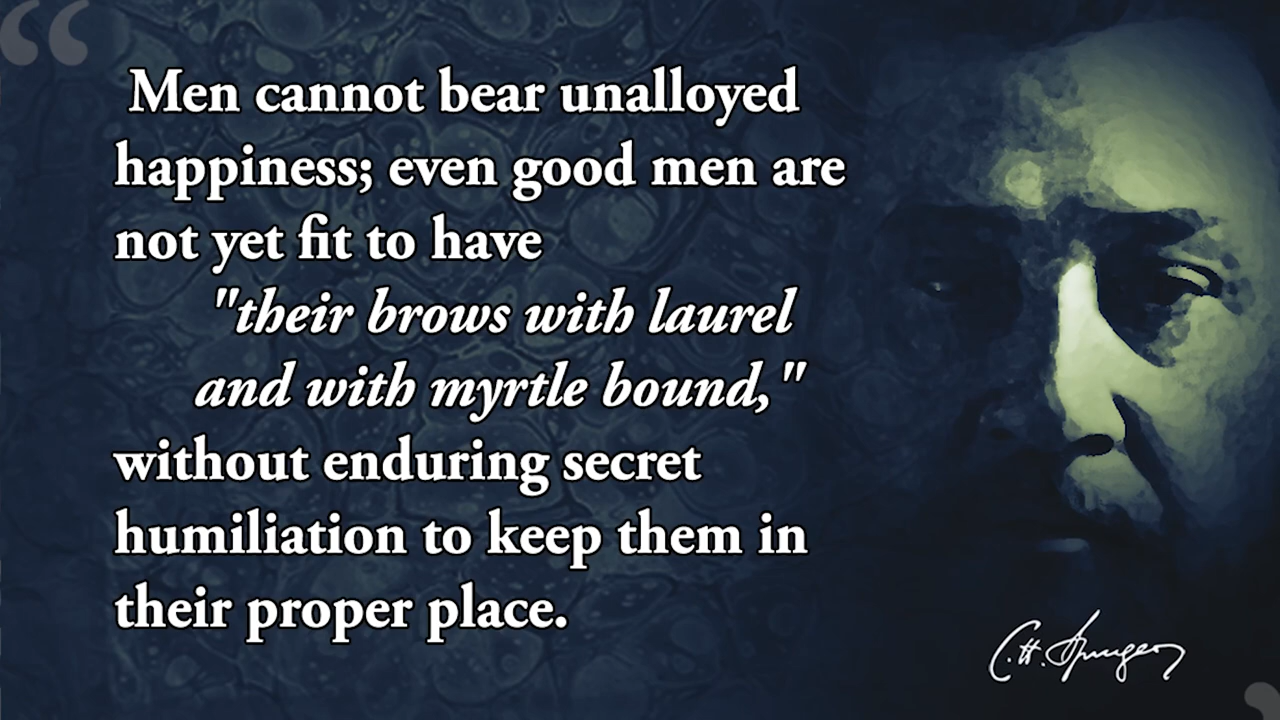 Men cannot bear unalloyed
happiness; even good men are
not yet fit to have
"their brows with laurel
and with myrtle bound,"
without enduring secret
humiliation to keep them in
their proper place.
C. H. Spurgeon